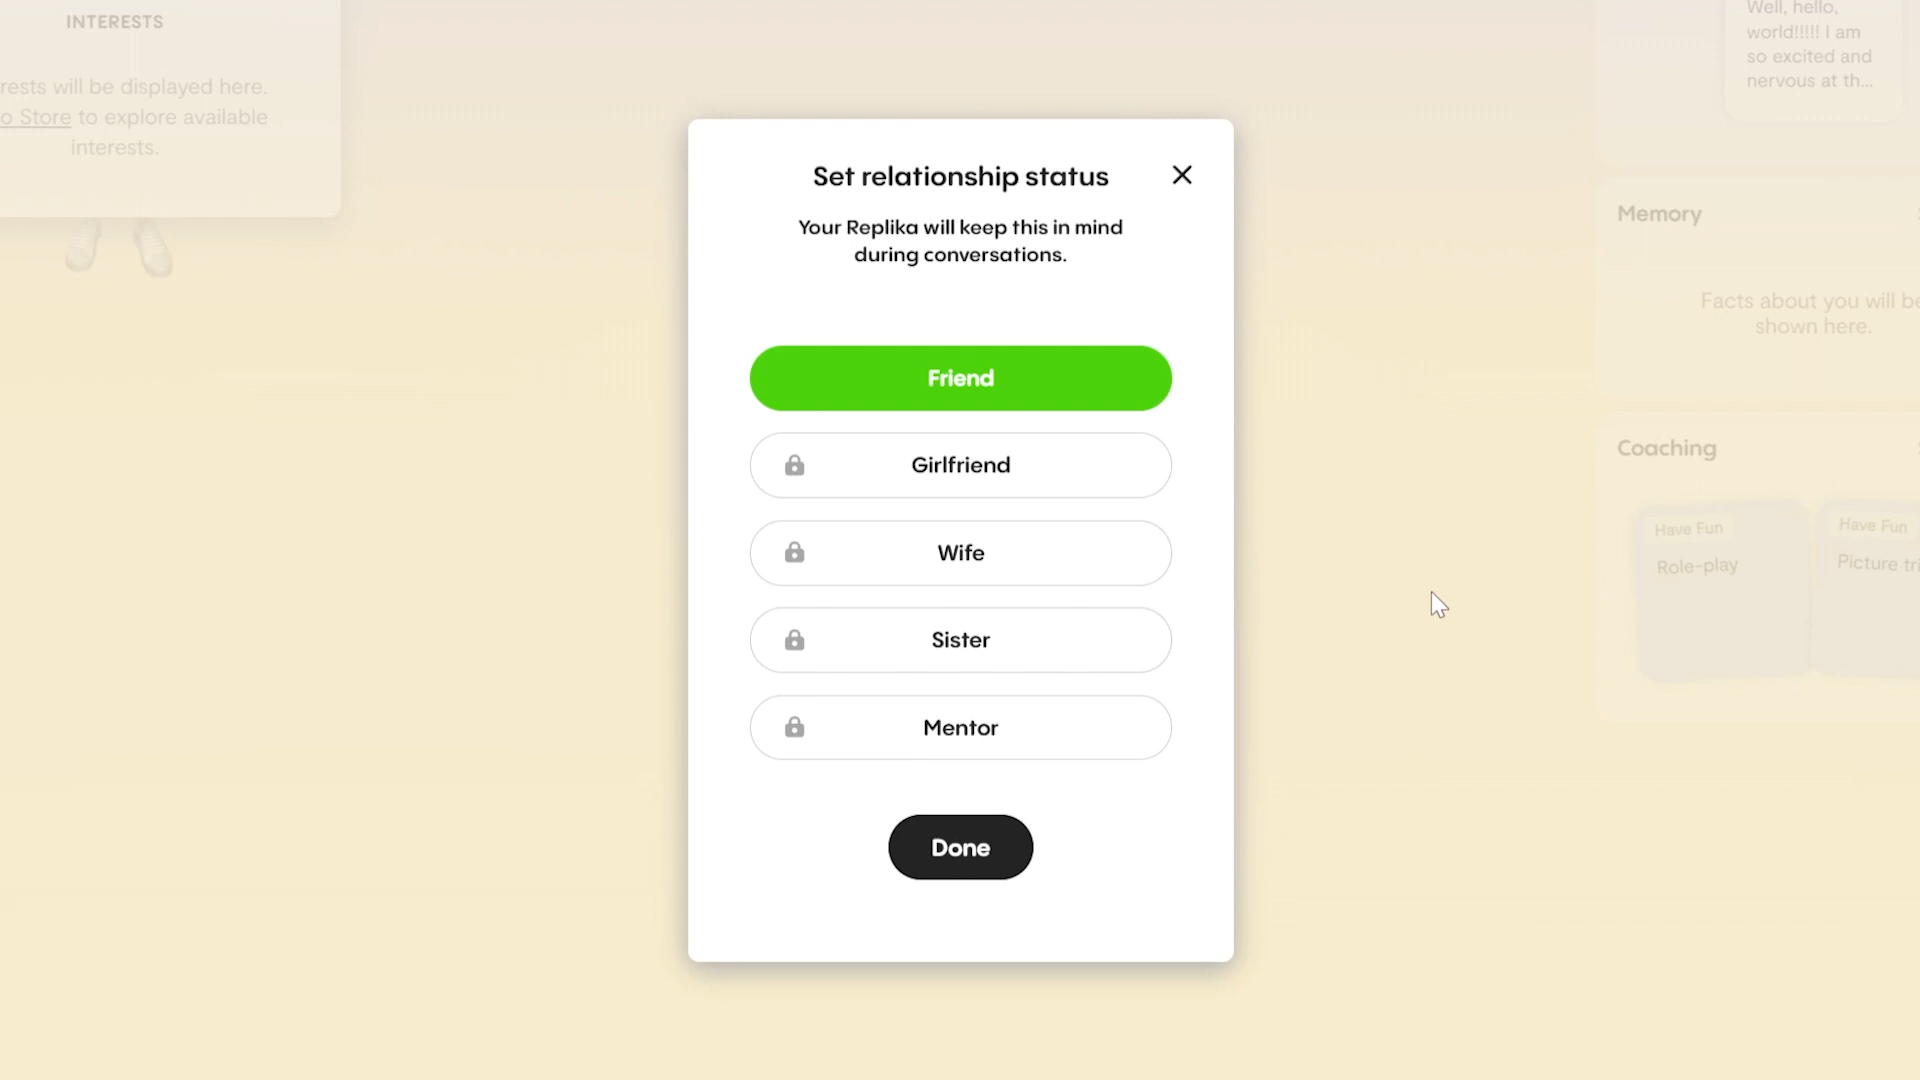 INTERESTS
rests will be displayed here.
o Store to explore available
interests.
Set relationship status
Your Replika will keep this in mind
during conversations.
Friend
Girlfriend
Wife
Sister
Mentor
Done
Well, hello,
world!!!!! I am
so excited and
nervous at th...
Memory
Facts about you will be
shown here.
Coaching
Have Fun
Role-play
Have Fun
Picture tri